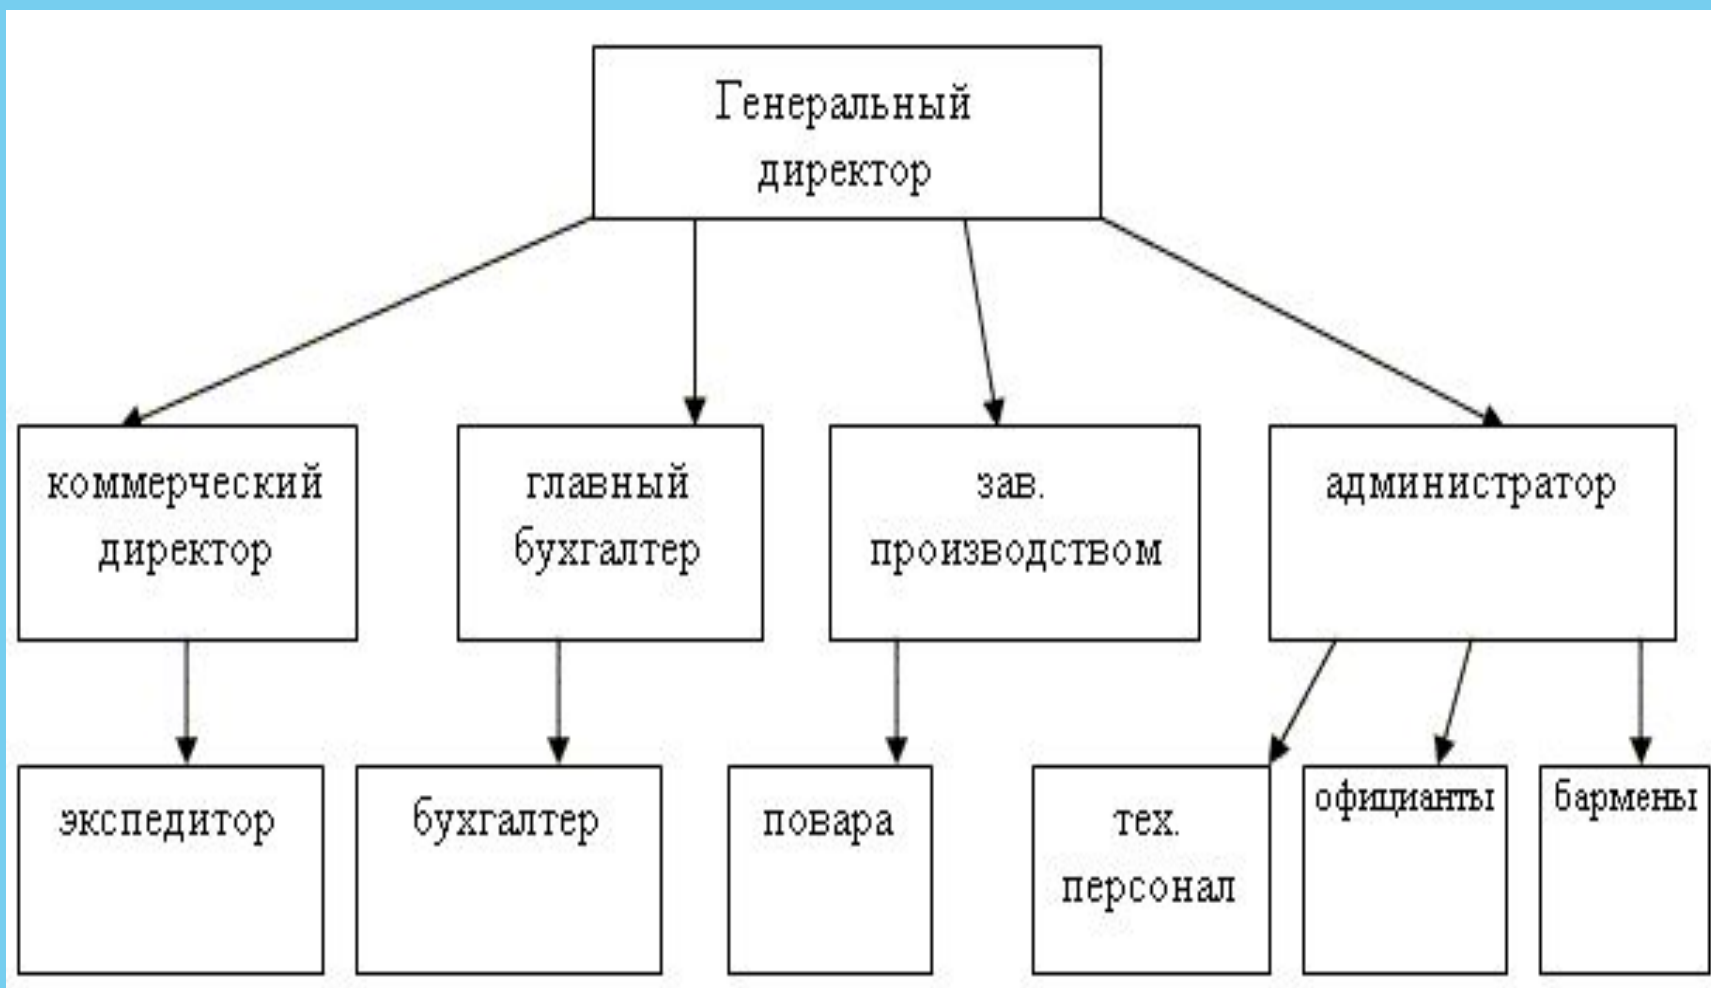 Генеральный
директор
коммерческий
директор
главный
бухгалтер
зав.
производством
администратор
экспедитор
бухгалтер
повара
тех.
персонал
официанты
бармены